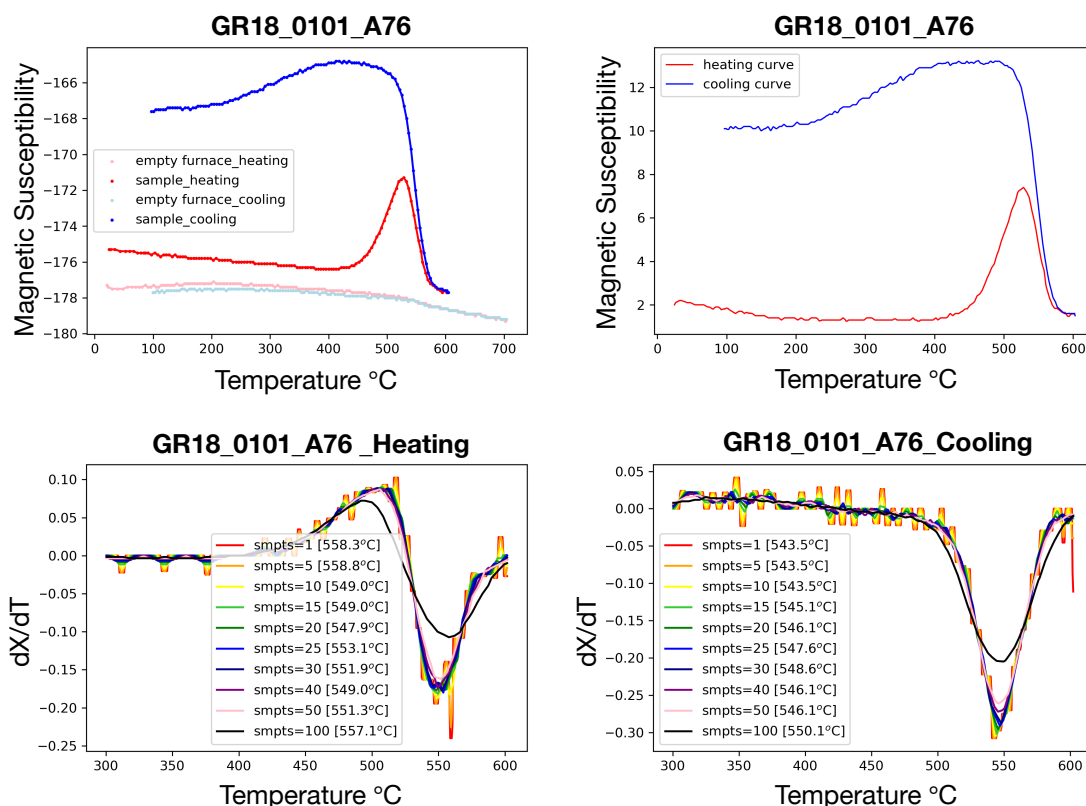 GR18_0101_A76
Magnetic Susceptibility
−166
−168
−170
−172
−174
−176
−178
−180
empty furnace_heating
sample_heating
empty furnace_cooling
sample_cooling
0
100
200
300
400
500
600
700
Temperature °C
GR18_0101_A76
Magnetic Susceptibility
12
10
8
6
4
2
heating curve
cooling curve
0
100
200
300
400
500
600
Temperature °C
GR18_0101_A76 _Heating
dX/dT
0.10
0.05
0.00
−0.05
−0.10
−0.15
−0.20
−0.25
smpts=1 [558.3°C]
smpts=5 [558.8°C]
smpts=10 [549.0°C]
smpts=15 [549.0°C]
smpts=20 [547.9°C]
smpts=25 [553.1°C]
smpts=30 [551.9°C]
smpts=40 [549.0°C]
smpts=50 [551.3°C]
smpts=100 [557.1°C]
300
350
400
450
500
550
600
Temperature °C
GR18_0101_A76_Cooling
dX/dT
0.05
0.00
−0.05
−0.10
−0.15
−0.20
−0.25
−0.30
smpts=1 [543.5°C]
smpts=5 [543.5°C]
smpts=10 [543.5°C]
smpts=15 [545.1°C]
smpts=20 [546.1°C]
smpts=25 [547.6°C]
smpts=30 [548.6°C]
smpts=40 [546.1°C]
smpts=50 [546.1°C]
smpts=100 [550.1°C]
300
350
400
450
500
550
600
Temperature °C